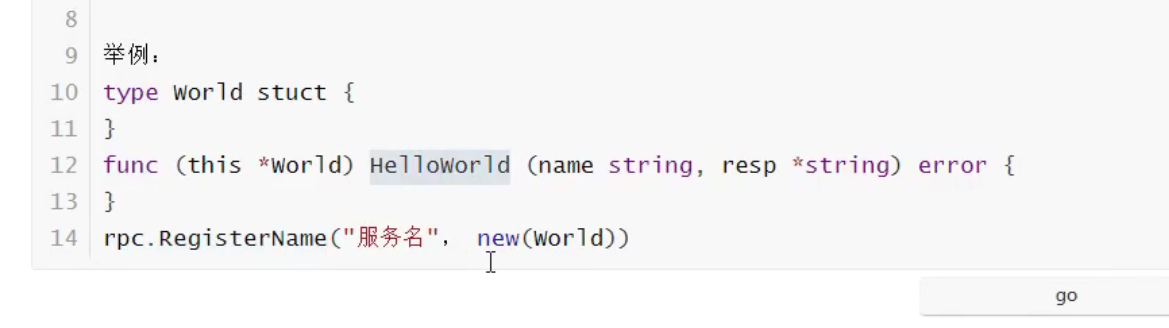 8
9 举例：
10 type World stuct {
11 }
12 func (this *World) HelloWorld (name string, resp *string) error {
13 }
14 rpc.RegisterName("服务名"， new(World))
go